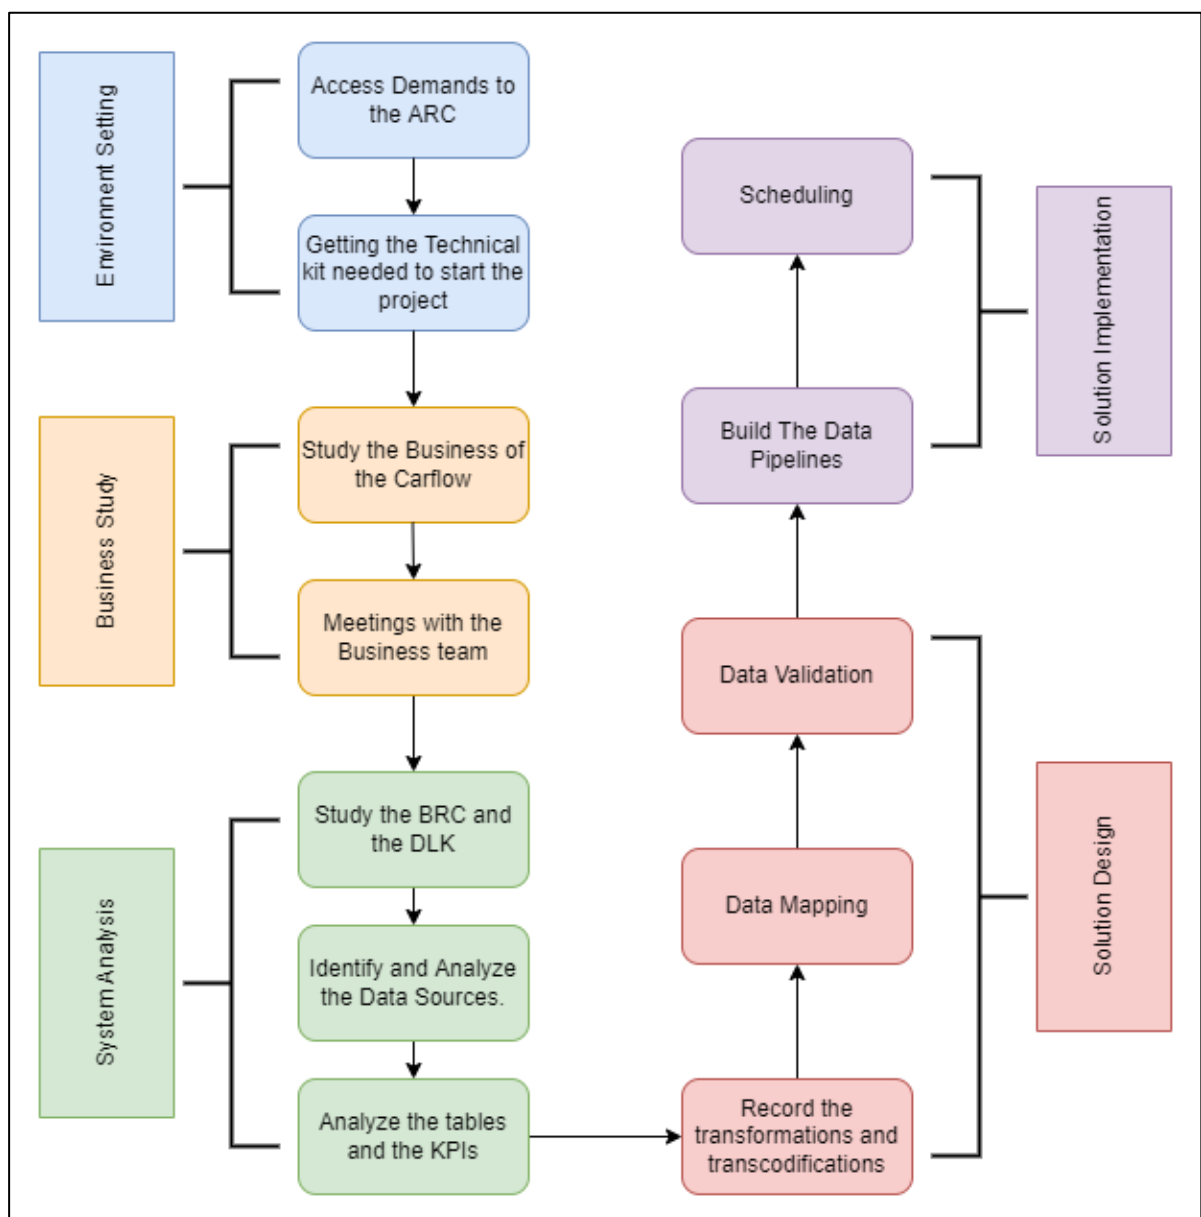 Environment Setting
Access Demands to
the ARC
Getting the Technical
kit needed to start the
project
Business Study
Study the Business of
the Carflow
Meetings with the
Business team
System Analysis
Study the BRC and
the DLK
Identify and Analyze
the Data Sources.
Analyze the tables
and the KPIs
Record the
transformations and
transcodifications
Data Mapping
Data Validation
Solution Design
Build The Data
Pipelines
Scheduling
Solution Implementation